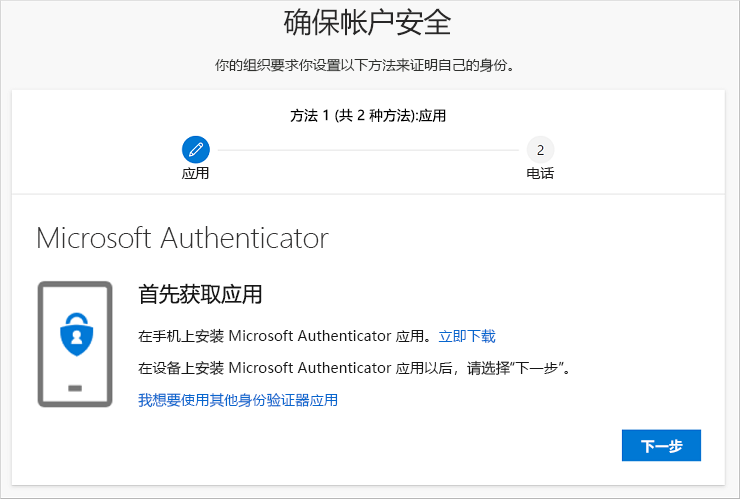 确保帐户安全
你的组织要求你设置以下方法来证明自己的身份。
方法 1 (共 2 种方法):应用
2
应用
电话
Microsoft Authenticator
首先获取应用
在手机上安装 Microsoft Authenticator 应用。立即下载
在设备上安装 Microsoft Authenticator 应用以后，请选择“下一步”。
我想要使用其他身份验证器应用
下一步